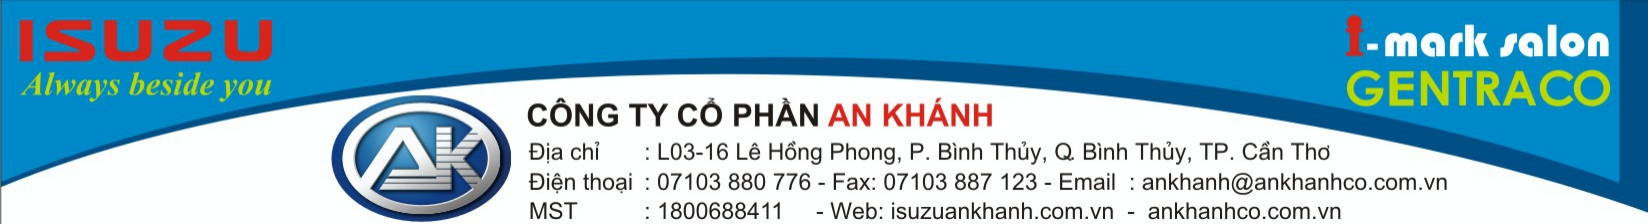 ISUZU
Always beside you
i-mark salon
GENTRACO
AK
CÔNG TY CỔ PHẦN AN KHÁNH
Địa chỉ : L03-16 Lê Hồng Phong, P. Bình Thủy, Q. Bình Thủy, TP. Cần Thơ
Điện thoại : 07103 880 776 - Fax: 07103 887 123 - Email : ankhanh@ankhanhco.com.vn
MST : 1800688411 - Web: isuzuankhanh.com.vn - ankhanhco.com.vn